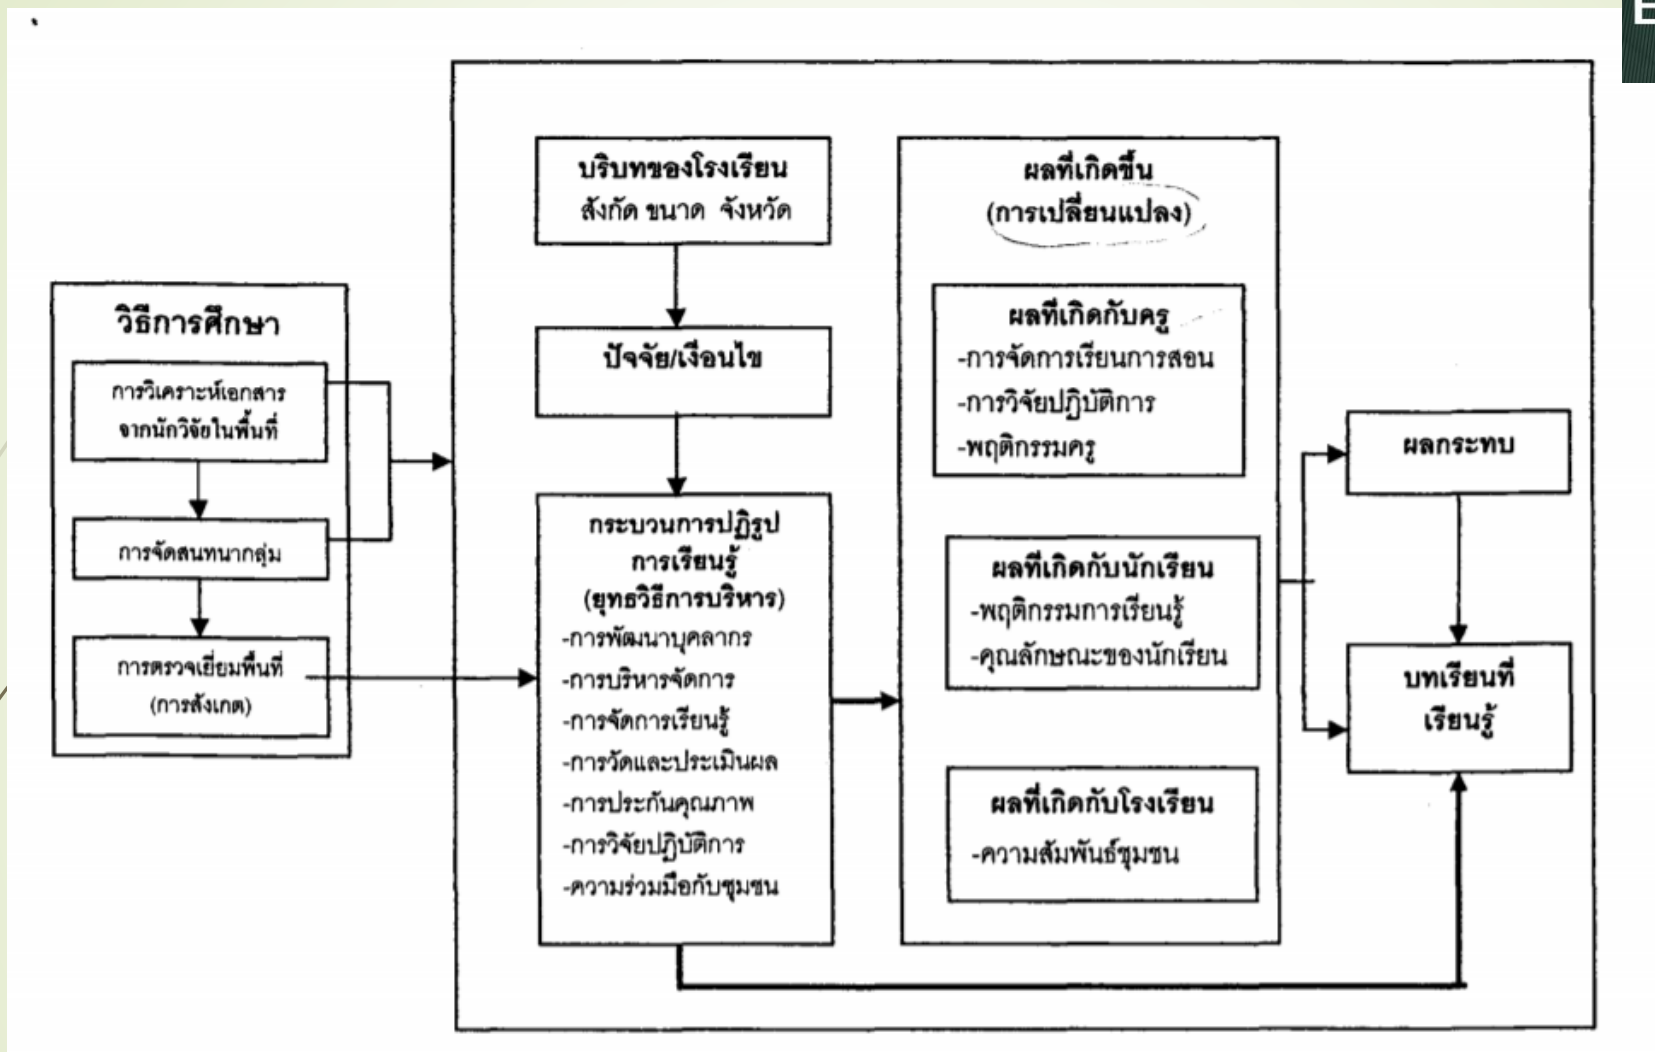 วิธีการศึกษา
การวิเคราะห์เอกสาร
จากนักวิจัยในพื้นที่
การจัดสนทนากลุ่ม
การตรวจเยี่ยมพื้นที่
(การสังเกต)
บริบทของโรงเรียน
สังกัด ขนาด จังหวัด
ปัจจัย/เงื่อนไข
กระบวนการปฏิรูป
การเรียนรู้
(ยุทธวิธีการบริหาร)
-การพัฒนาบุคลากร
-การบริหารจัดการ
-การจัดการเรียนรู้
-การวัดและประเมินผล
-การประกันคุณภาพ
-การวิจัยปฏิบัติการ
-ความร่วมมือกับชุมชน
ผลที่เกิดขึ้น
(การเปลี่ยนแปลง)
ผลที่เกิดกับครู
-การจัดการเรียนการสอน
-การวิจัยปฏิบัติการ
-พฤติกรรมครู
ผลที่เกิดกับนักเรียน
-พฤติกรรมการเรียนรู้
-คุณลักษณะของนักเรียน
ผลที่เกิดกับโรงเรียน
-ความสัมพันธ์ชุมชน
ผลกระทบ
บทเรียนที่
เรียนรู้